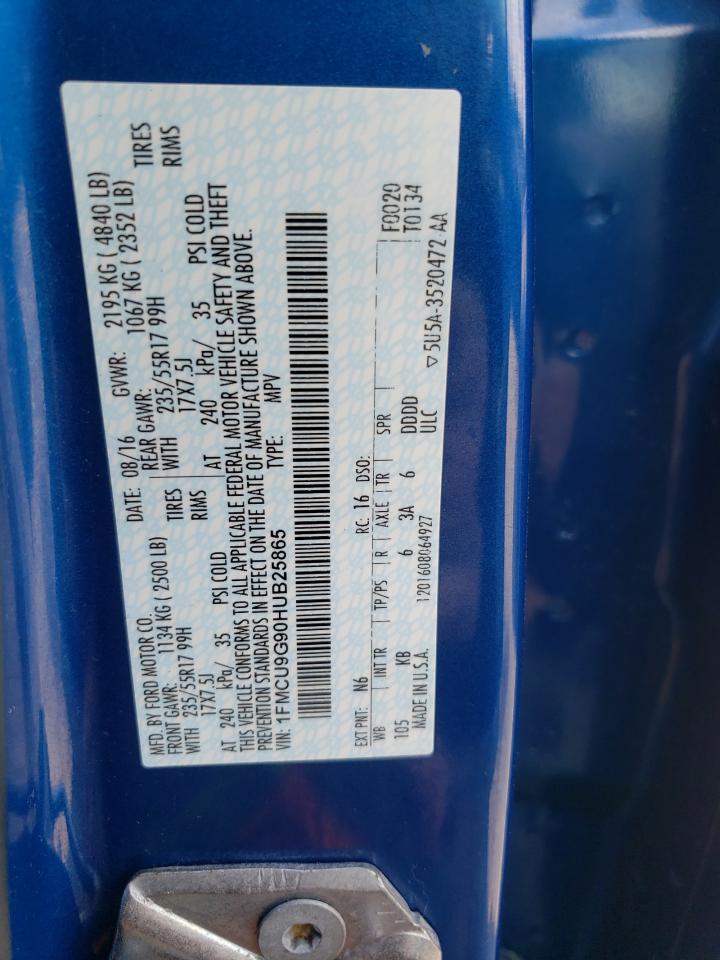 MFD. BY FORD MOTOR CO.
DATE: 08/16 GVWR: 2195 KG ( 4840 LB)
FRONT GAWR: 1134 KG ( 2500 LB)
REAR GAWR: 1067 KG ( 2352 LB)
WITH 235/55R17 99H TIRES
WITH 235/55R17 99H TIRES
17X7.5J RIMS
17X7.5J RIMS
AT 240 kPa/ 35 PSI COLD
AT 240 kPa/ 35 PSI COLD
THIS VEHICLE CONFORMS TO ALL APPLICABLE FEDERAL MOTOR VEHICLE SAFETY AND THEFT
PREVENTION STANDARDS IN EFFECT ON THE DATE OF MANUFACTURE SHOWN ABOVE.
VIN: 1FMCU9G90HUB25865 TYPE: MPV
EXT PNT: N6 RC: 16 DSO: F0020
WB INT TR TP/PS R AXLE TR SPR T0134
105 KB 6 3A 6 DDDD
MADE IN U.S.A. 1201608064927 ULC ▽5U5A-3520472-AA